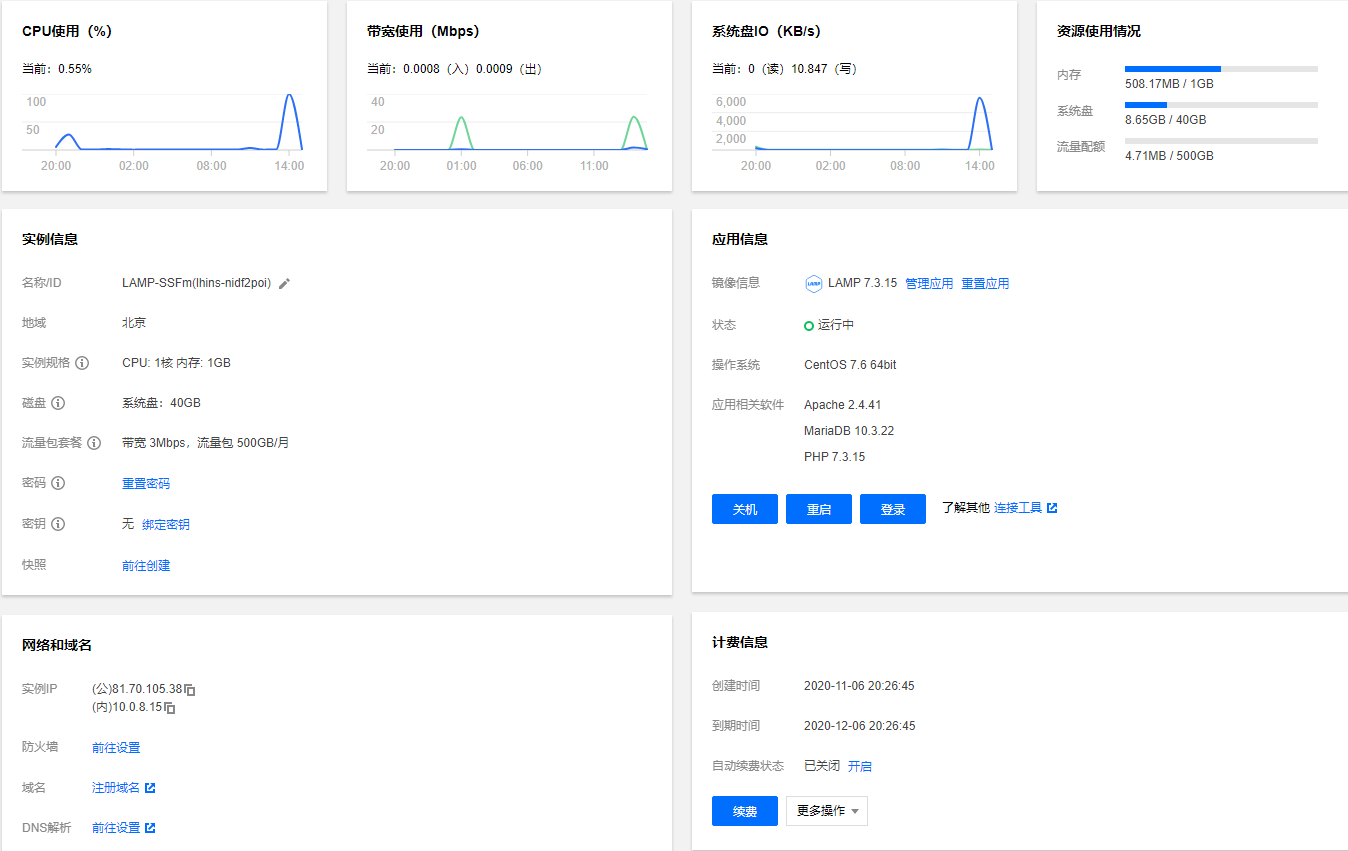 CPU使用（%）
当前：0.55%
100
50
20:00 02:00 08:00 14:00
带宽使用（Mbps）
当前：0.0008（入）0.0009（出）
40
20
20:00 01:00 06:00 11:00
系统盘IO（KB/s）
当前：0（读）10.847（写）
6,000
4,000
2,000
20:00 02:00 08:00 14:00
资源使用情况
内存
508.17MB / 1GB
系统盘
8.65GB / 40GB
流量配额
4.71MB / 500GB
实例信息
名称/ID LAMP-SSFm(lhins-nidf2poi)
地域 北京
实例规格 CPU: 1核 内存: 1GB
磁盘 系统盘：40GB
流量包套餐 带宽 3Mbps，流量包 500GB/月
密码 重置密码
密钥 无 绑定密钥
快照 前往创建
应用信息
镜像信息 LAMP LAMP 7.3.15 管理应用 重置应用
状态 运行中
操作系统 CentOS 7.6 64bit
应用相关软件 Apache 2.4.41
MariaDB 10.3.22
PHP 7.3.15
关机 重启 登录 了解其他 连接工具
网络和域名
实例IP (公)81.70.105.38
(内)10.0.8.15
防火墙 前往设置
域名 注册域名
DNS解析 前往设置
计费信息
创建时间 2020-11-06 20:26:45
到期时间 2020-12-06 20:26:45
自动续费状态 已关闭 开启
续费 更多操作